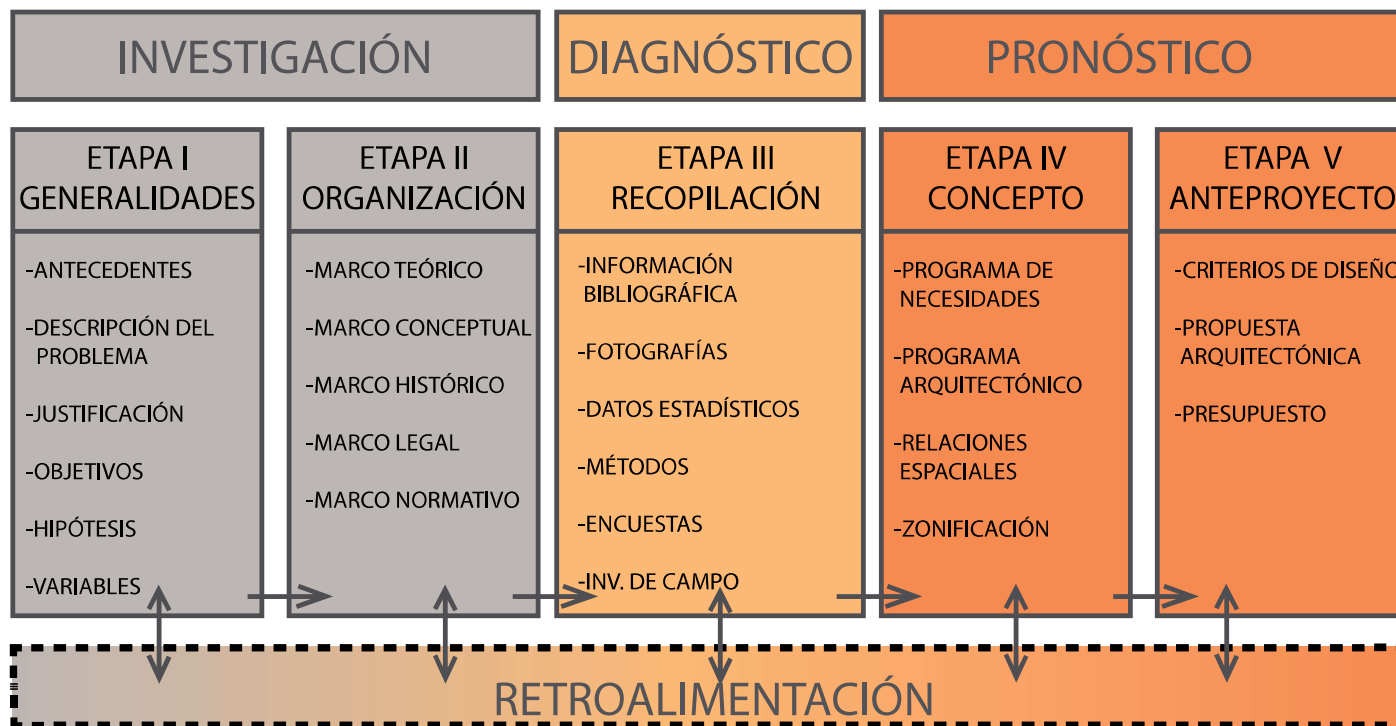 INVESTIGACIÓN
DIAGNÓSTICO
PRONÓSTICO
ETAPA I
GENERALIDADES
-ANTECEDENTES
-DESCRIPCIÓN DEL
PROBLEMA
-JUSTIFICACIÓN
-OBJETIVOS
-HIPÓTESIS
-VARIABLES
ETAPA II
ORGANIZACIÓN
-MARCO TEÓRICO
-MARCO CONCEPTUAL
-MARCO HISTÓRICO
-MARCO LEGAL
-MARCO NORMATIVO
ETAPA III
RECOPILACIÓN
-INFORMACIÓN
BIBLIOGRÁFICA
-FOTOGRAFÍAS
-DATOS ESTADÍSTICOS
-MÉTODOS
-ENCUESTAS
-INV. DE CAMPO
ETAPA IV
CONCEPTO
-PROGRAMA DE
NECESIDADES
-PROGRAMA
ARQUITECTÓNICO
-RELACIONES
ESPACIALES
-ZONIFICACIÓN
ETAPA V
ANTEPROYECTO
-CRITERIOS DE DISEÑO
-PROPUESTA
ARQUITECTÓNICA
-PRESUPUESTO
RETROALIMENTACIÓN